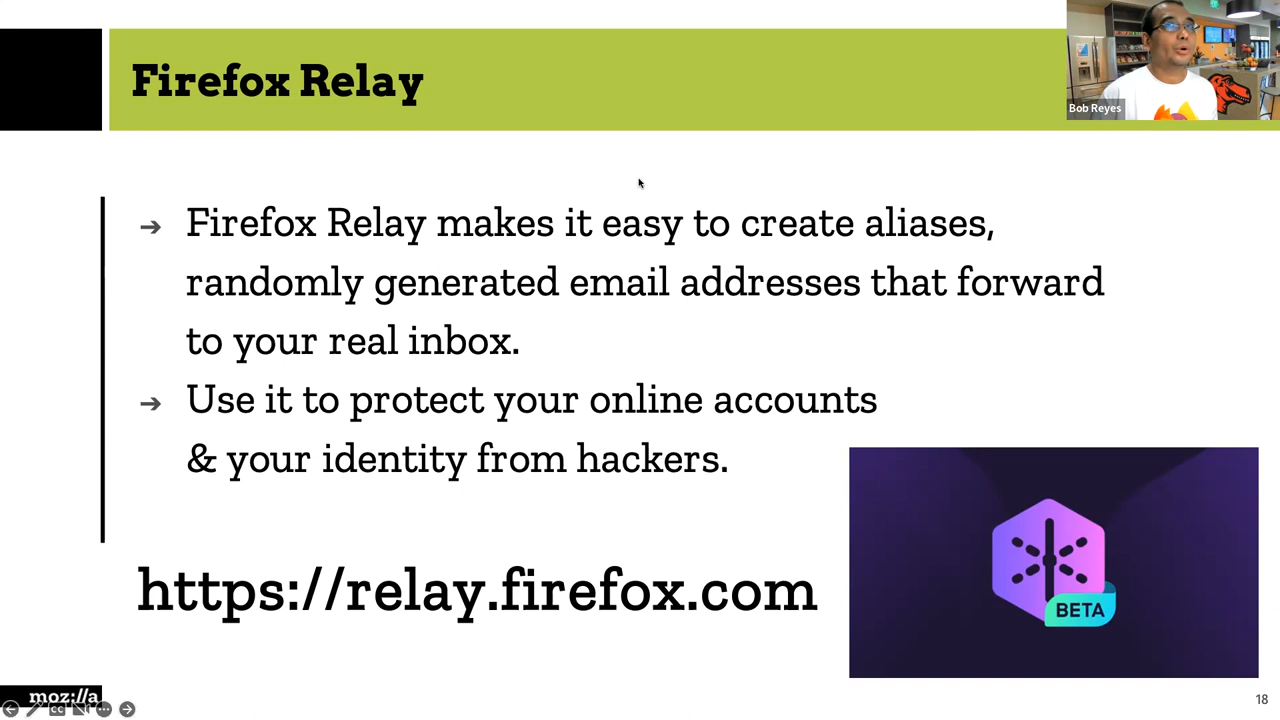 Firefox Relay
Bob Reyes
➔ Firefox Relay makes it easy to create aliases,
randomly generated email addresses that forward
to your real inbox.
➔ Use it to protect your online accounts
& your identity from hackers.
BETA
https://relay.firefox.com
moz://a
CC
18